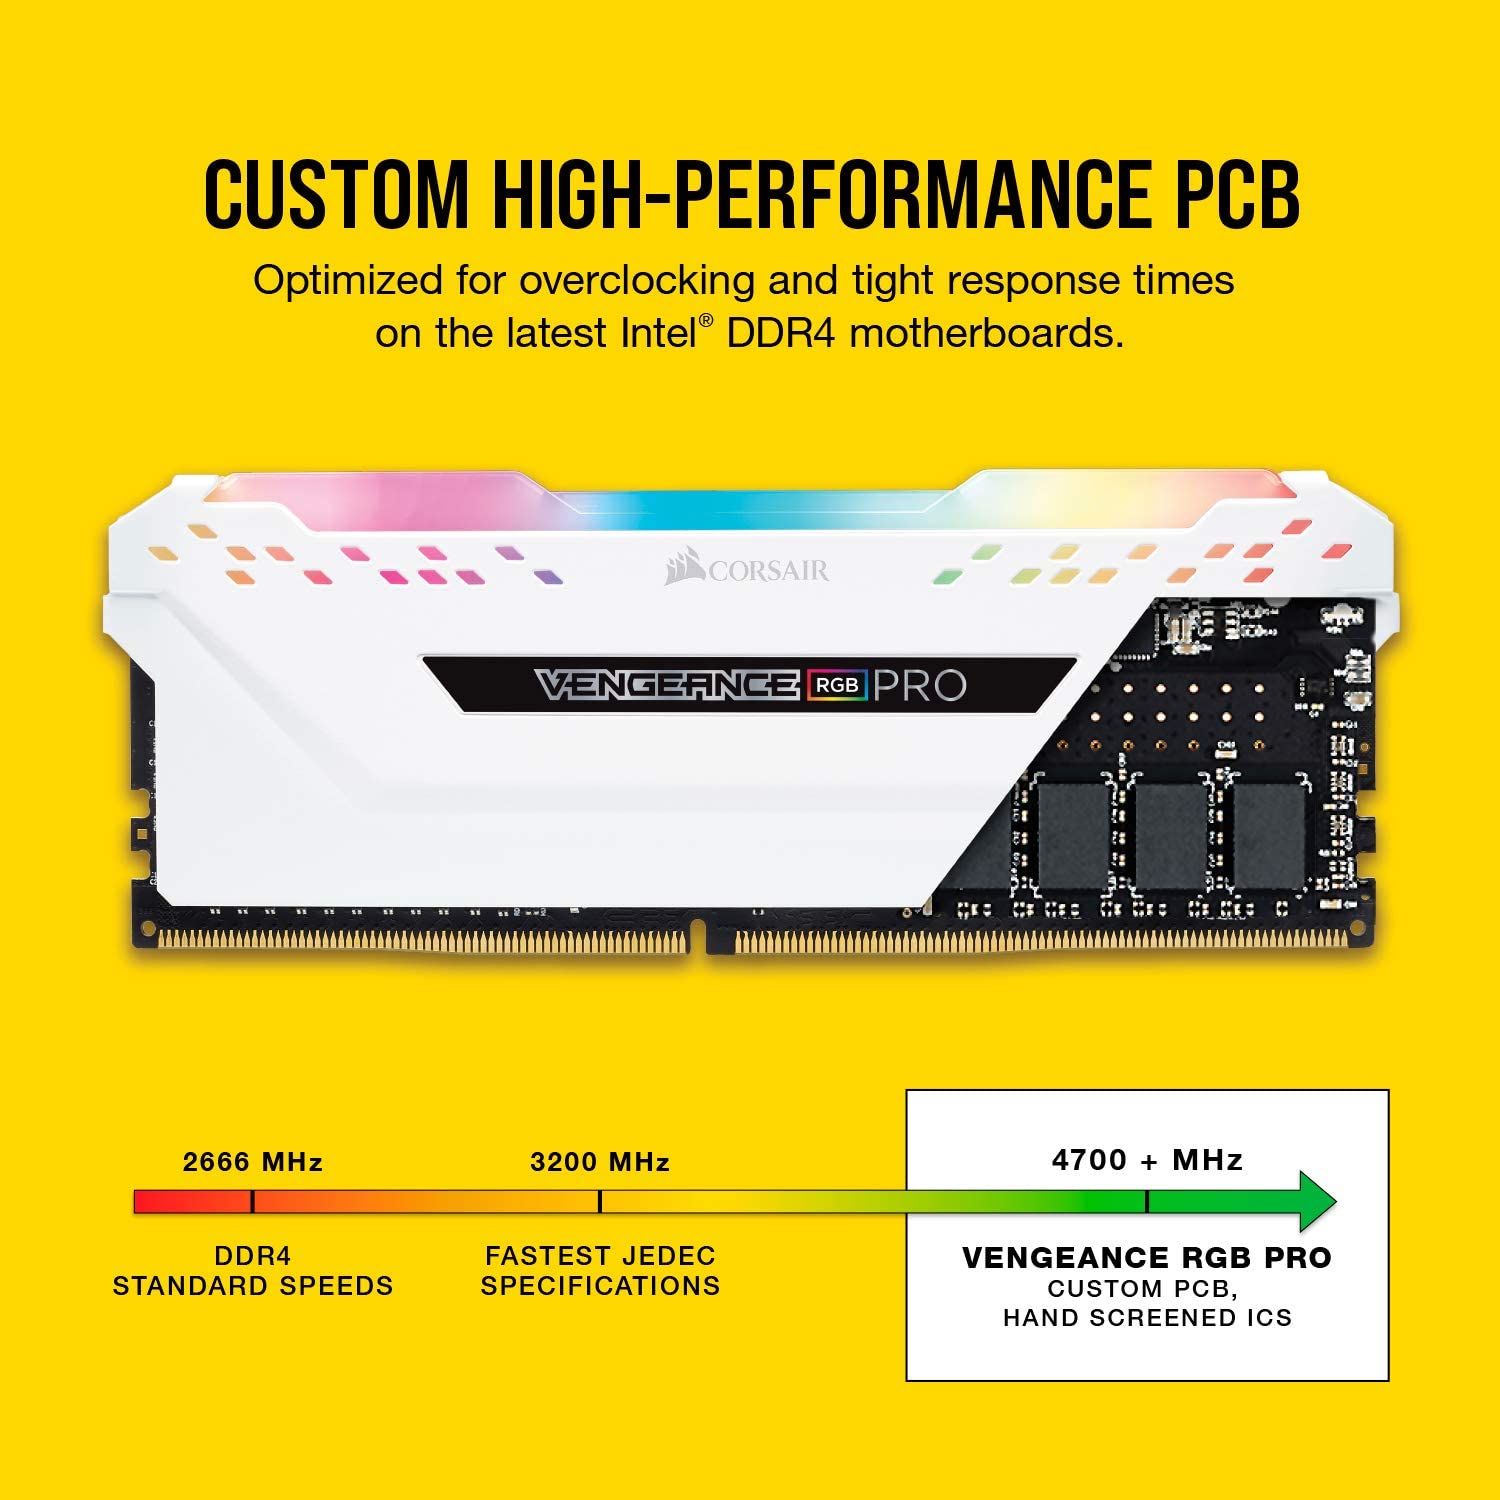 CUSTOM HIGH-PERFORMANCE PCB
Optimized for overclocking and tight response times
on the latest Intel® DDR4 motherboards.
CORSAIR
VENGEANCE RGB PRO
2666 MHz
3200 MHz
4700 + MHz
DDR4
STANDARD SPEEDS
FASTEST JEDEC
SPECIFICATIONS
VENGEANCE RGB PRO
CUSTOM PCB,
HAND SCREENED ICS